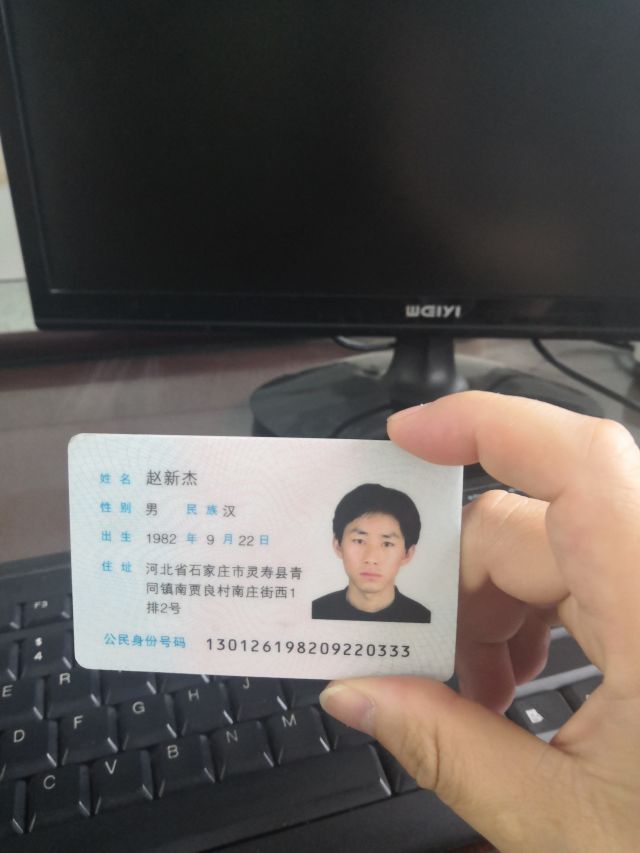 WEIYI
姓名 赵新杰
性别 男 民族 汉
出生 1982 年 9 月 22 日
住址 河北省石家庄市灵寿县青
同镇南贾良村南庄街西1
排2号
公民身份号码 130126198209220333
F3
$
4
E R
D F G H J
C V B N M